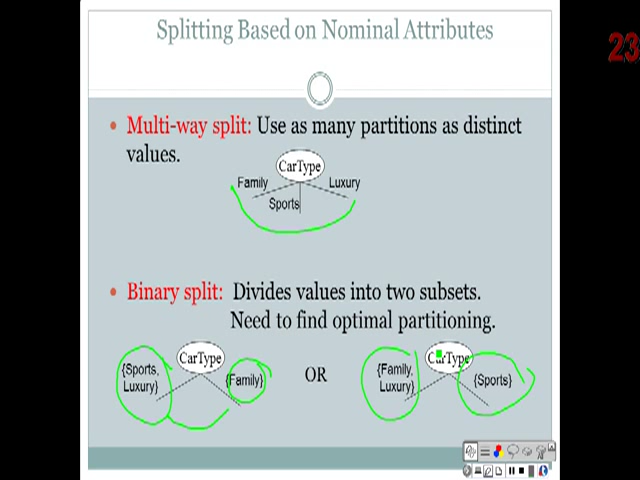 Splitting Based on Nominal Attributes
23
• Multi-way split: Use as many partitions as distinct
values.
CarType
Family
Luxury
Sports
• Binary split: Divides values into two subsets.
Need to find optimal partitioning.
CarType
{Sports,
Luxury}
{Family}
OR
CarType
{Family,
Luxury}
{Sports}